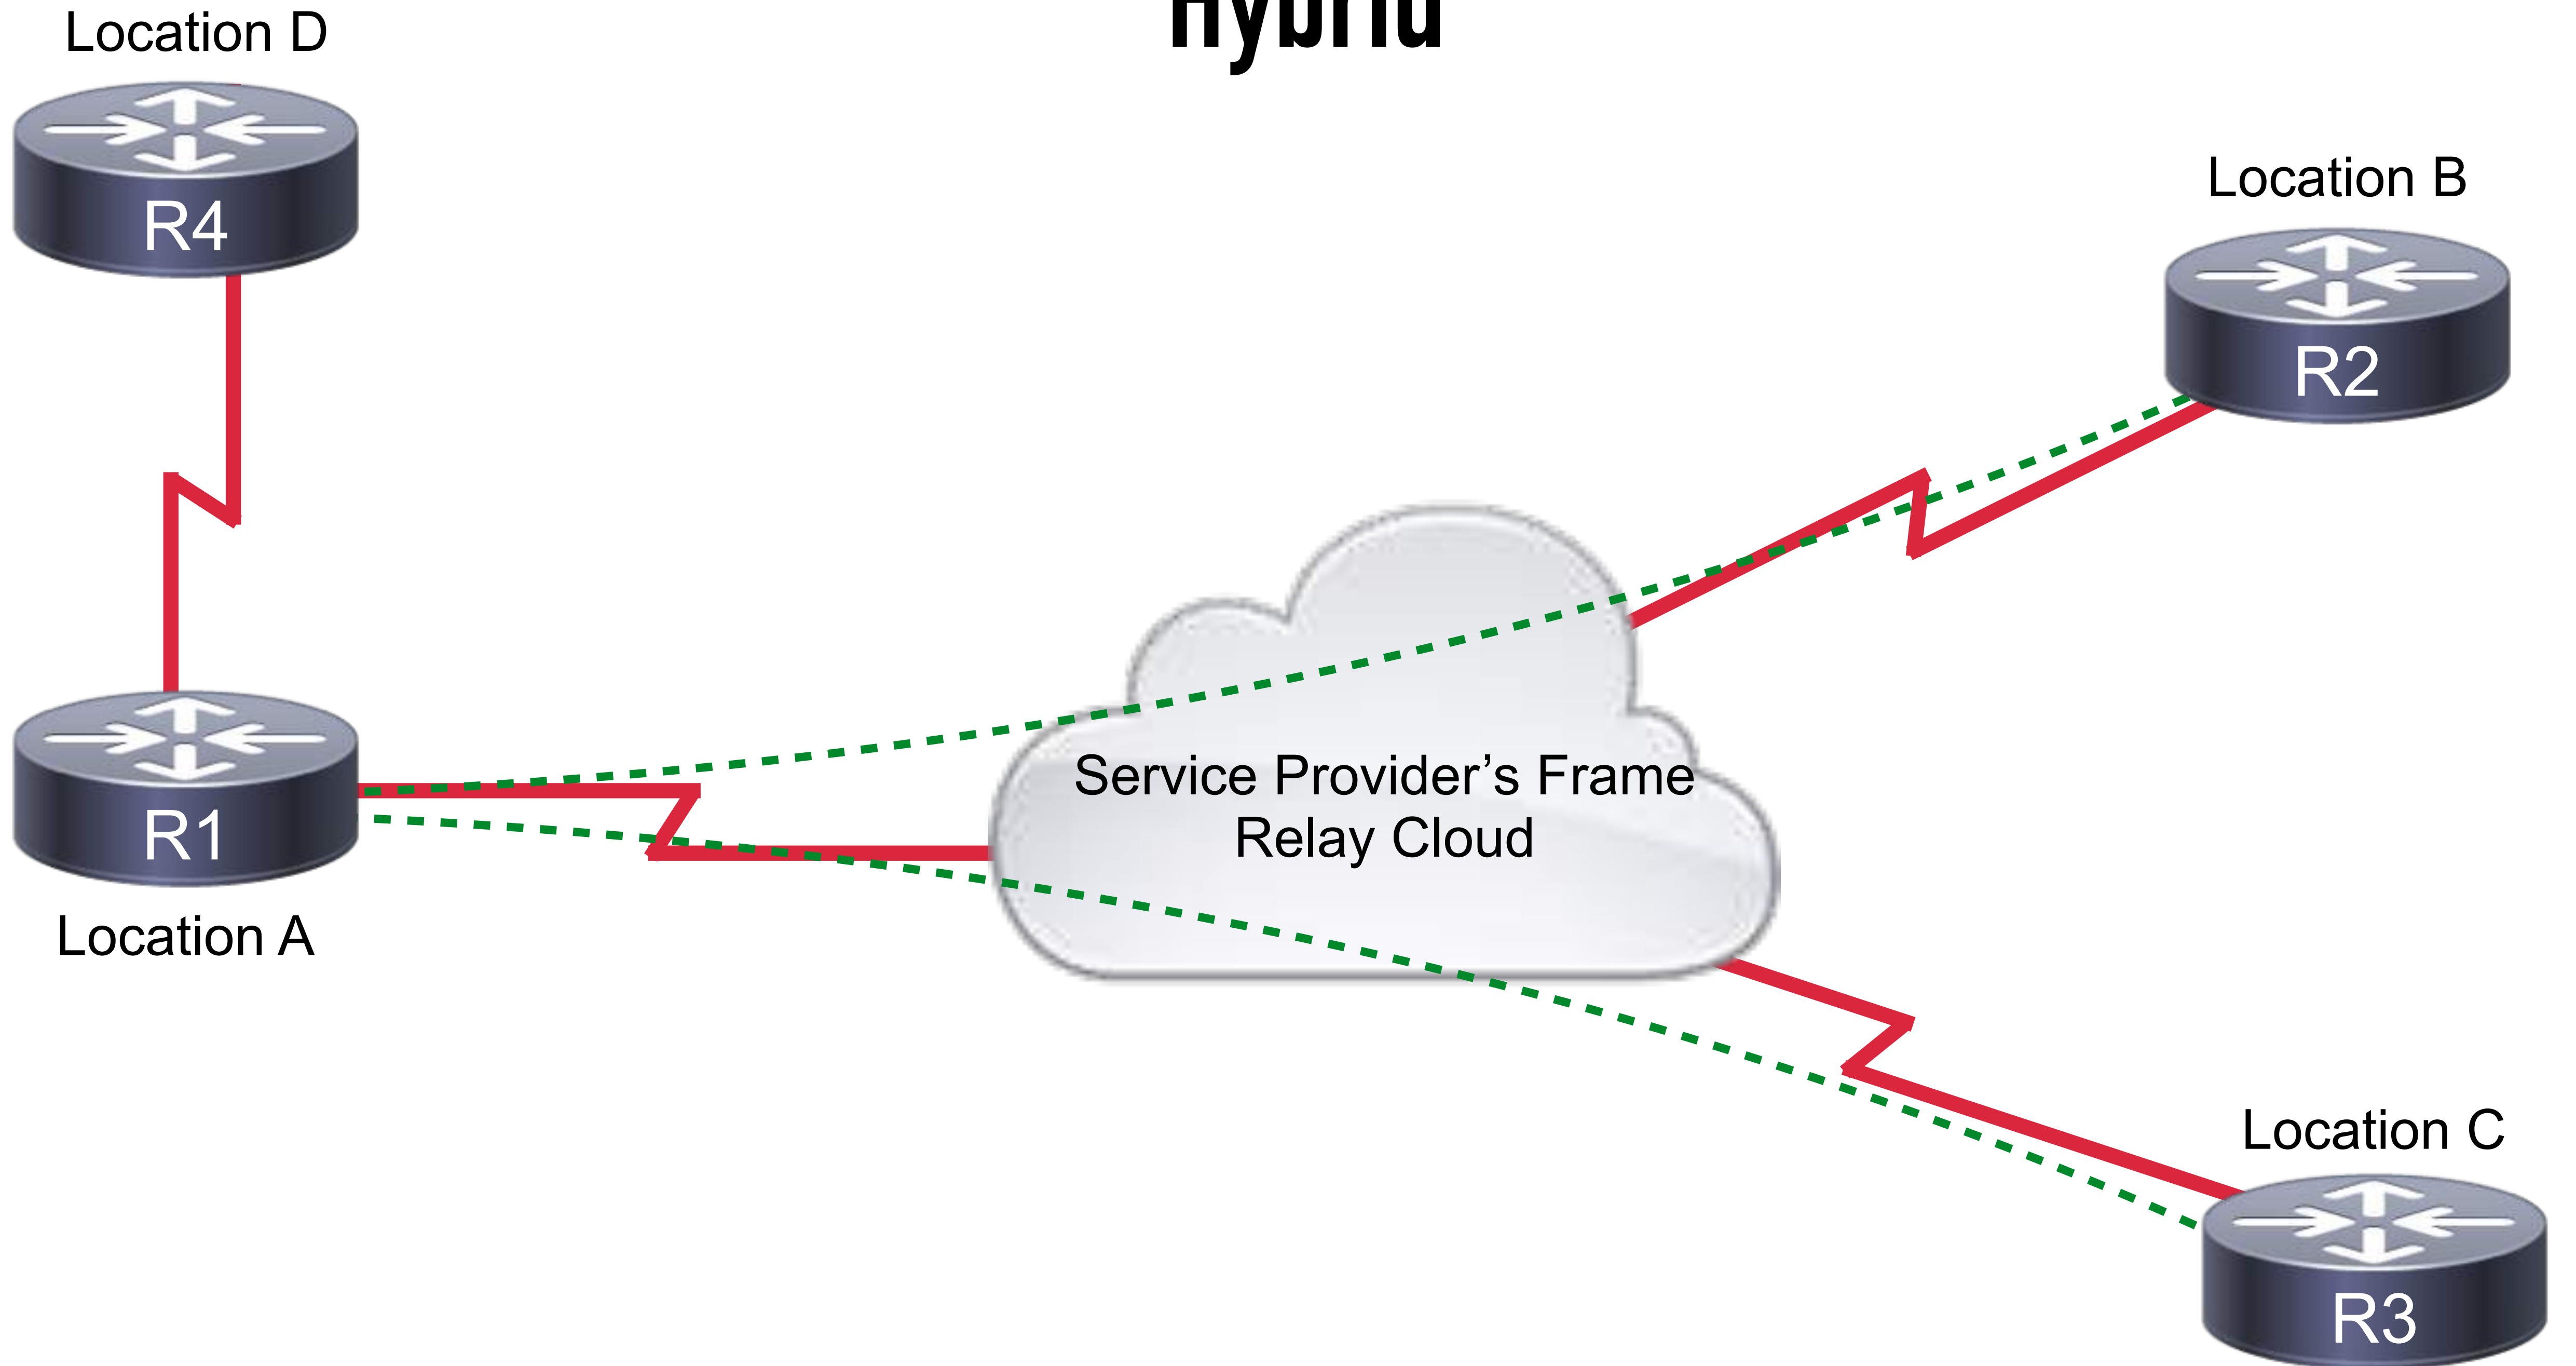 Hybrid
Location D
R4
Location B
R2
Service Provider’s Frame
Relay Cloud
R1
Location A
Location C
R3